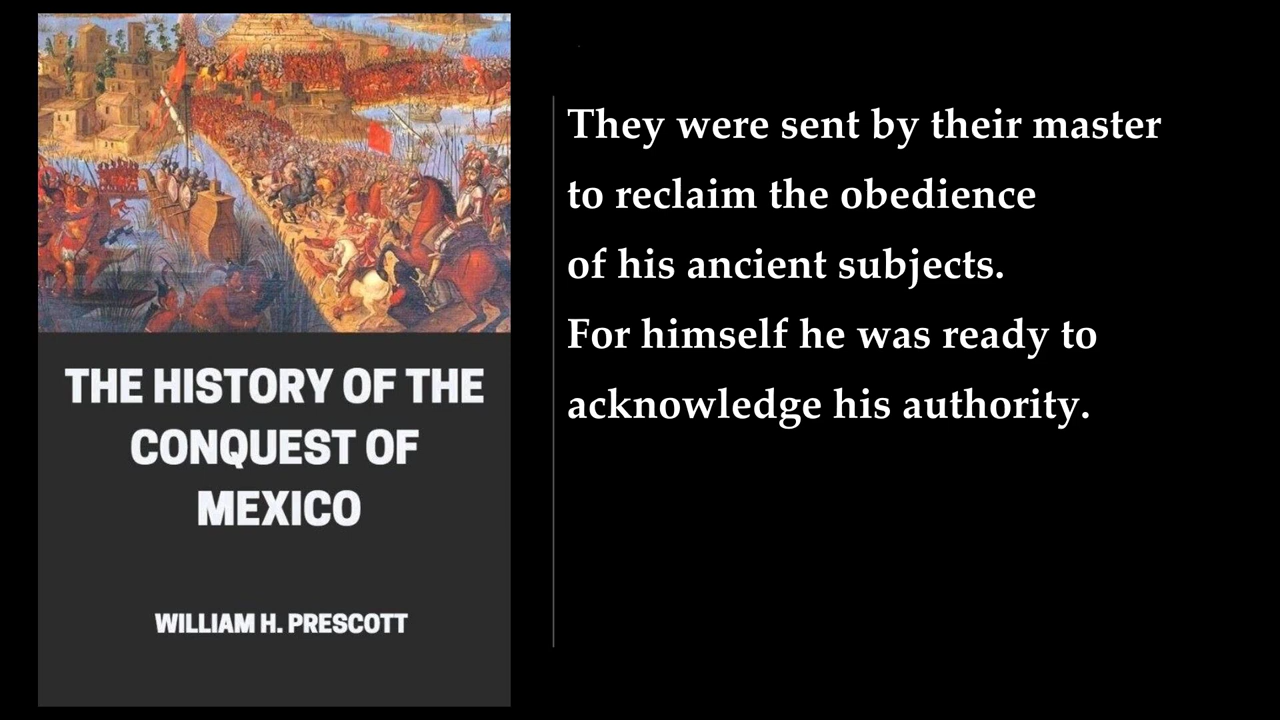 THE HISTORY OF THE
CONQUEST OF
MEXICO
WILLIAM H. PRESCOTT
They were sent by their master
to reclaim the obedience
of his ancient subjects.
For himself he was ready to
acknowledge his authority.